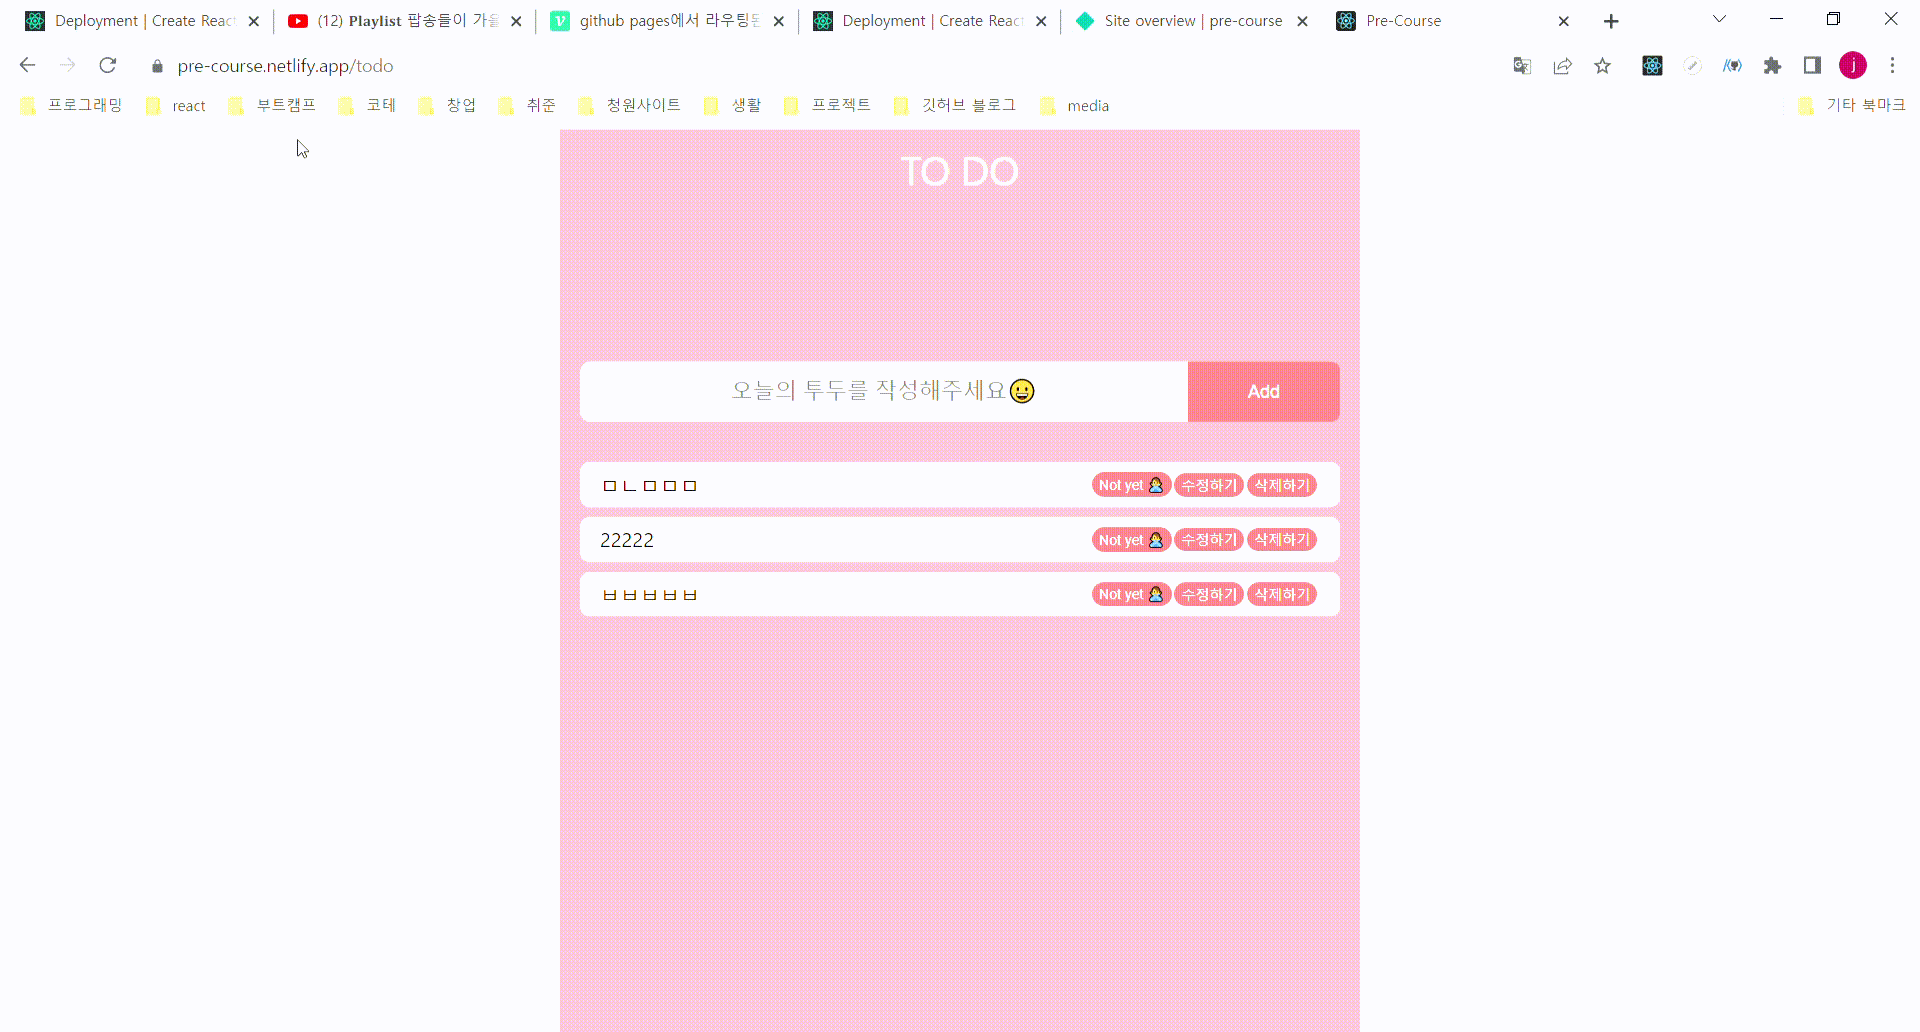 Deployment | Create Reac
(12) Playlist 팝송들이 가을
github pages에서 라우팅된
Deployment | Create React
Site overview | pre-course
Pre-Course
pre-course.netlify.app/todo
j
프로그래밍 react 부트캠프 코테 창업 취준 청원사이트 생활 프로젝트 깃허브 블로그 media 기타 북마크
TO DO
오늘의 투두를 작성해주세요😀 Add
ㅁㄴㅁㅁㅁ Not yet 수정하기 삭제하기
22222 Not yet 수정하기 삭제하기
ㅂㅂㅂㅂㅂ Not yet 수정하기 삭제하기